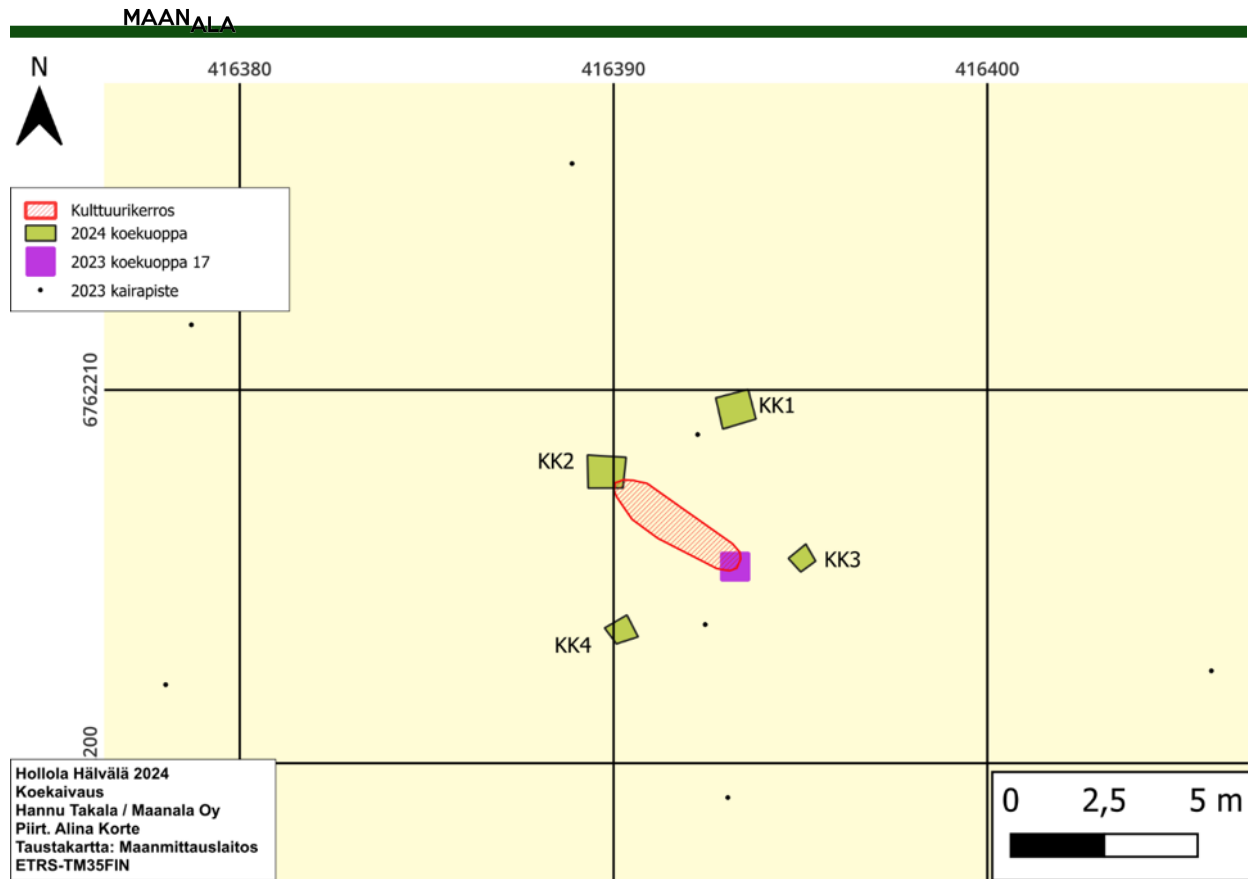 MAANALA
N
416380
416390
416400
Kulttuurikerros
2024 koekuoppa
2023 koekuoppa 17
2023 kairapiste
6762210
KK1
KK2
KK3
KK4
200
Hollola Hälvälä 2024
Koekaivaus
Hannu Takala / Maanala Oy
Piirt. Alina Korte
Taustakartta: Maanmittauslaitos
ETRS-TM35FIN
0 2,5 5 m